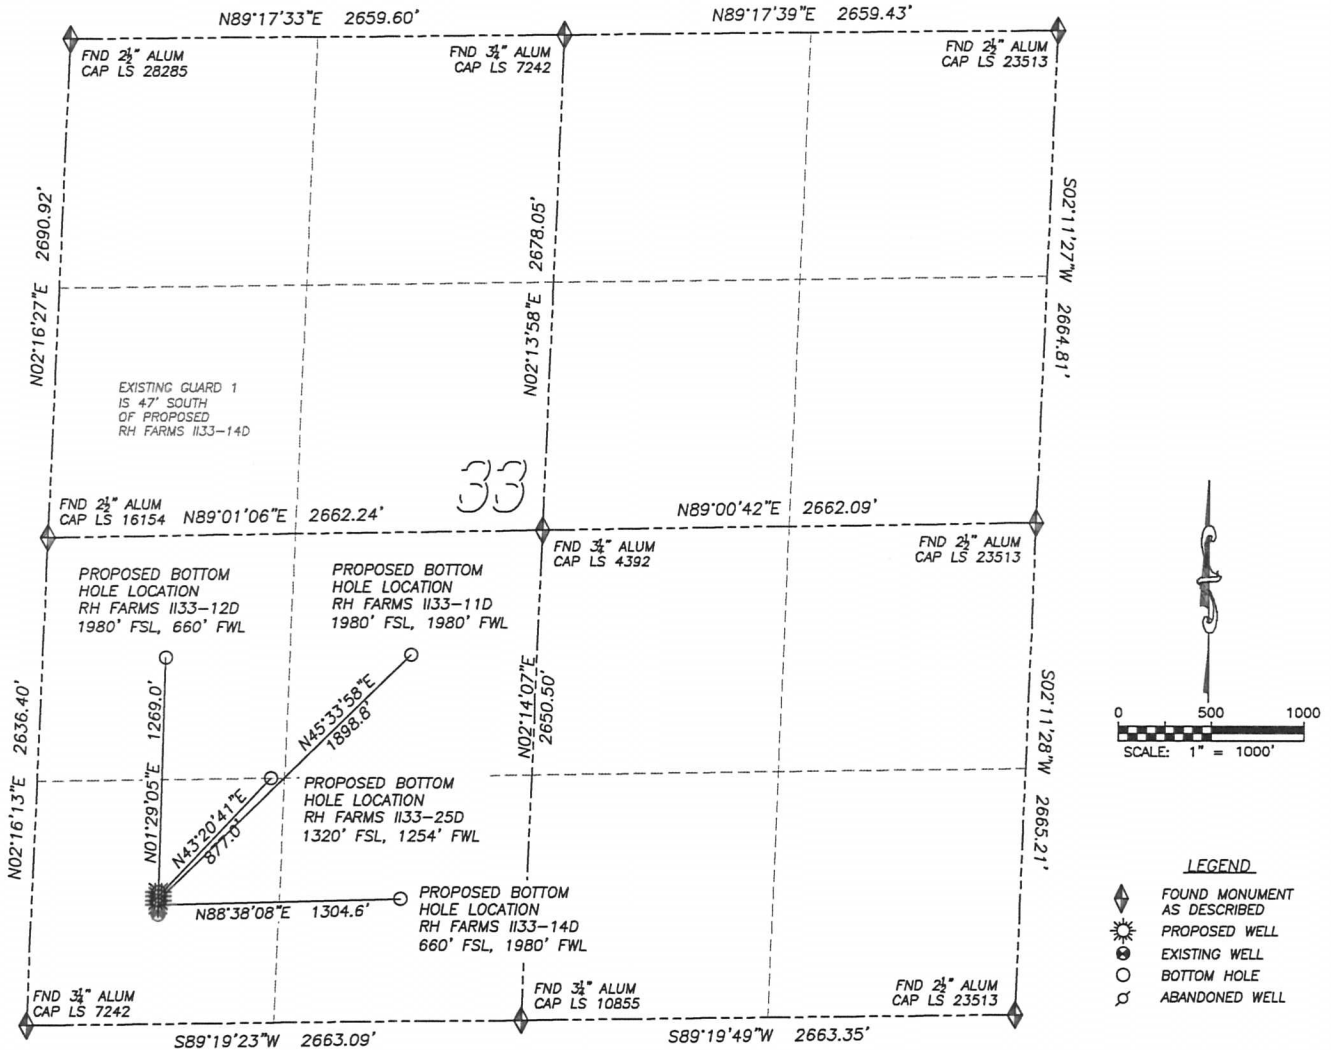 N89°17'33"E 2659.60'
N89°17'39"E 2659.43'
FND 2½" ALUM
CAP LS 28285
FND 3¼" ALUM
CAP LS 7242
FND 2½" ALUM
CAP LS 23513
N02°16'27"E 2690.92'
N02°13'58"E 2678.05'
S02°11'27"W 2664.81'
EXISTING GUARD 1
IS 47' SOUTH
OF PROPOSED
RH FARMS II33-14D
33
FND 2½" ALUM
CAP LS 16154
N89°01'06"E 2662.24'
N89°00'42"E 2662.09'
FND 3¼" ALUM
CAP LS 4392
FND 2½" ALUM
CAP LS 23513
PROPOSED BOTTOM
HOLE LOCATION
RH FARMS II33-12D
1980' FSL, 660' FWL
PROPOSED BOTTOM
HOLE LOCATION
RH FARMS II33-11D
1980' FSL, 1980' FWL
N02°16'13"E 2636.40'
N01°29'05"E 1269.0'
N45°33'58"E
1898.8'
N02°14'07"E
2650.50'
S02°11'28"W 2665.21'
N43°20'41"E
877.0'
PROPOSED BOTTOM
HOLE LOCATION
RH FARMS II33-25D
1320' FSL, 1254' FWL
N88°38'08"E 1304.6'
PROPOSED BOTTOM
HOLE LOCATION
RH FARMS II33-14D
660' FSL, 1980' FWL
FND 3¼" ALUM
CAP LS 7242
FND 3¼" ALUM
CAP LS 10855
FND 2½" ALUM
CAP LS 23513
S89°19'23"W 2663.09'
S89°19'49"W 2663.35'
0 500 1000
SCALE: 1" = 1000'
LEGEND
FOUND MONUMENT
AS DESCRIBED
PROPOSED WELL
EXISTING WELL
BOTTOM HOLE
ABANDONED WELL